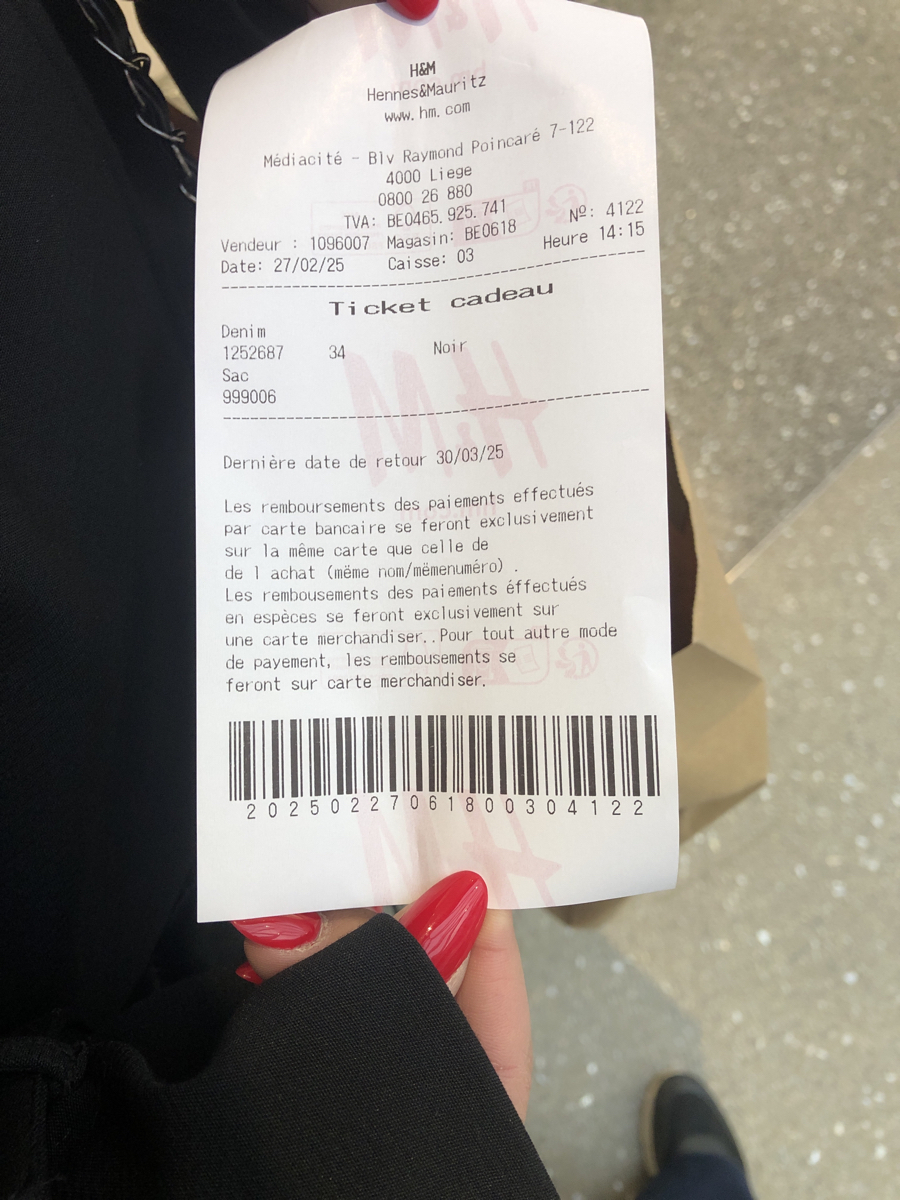 H&M
Hennes&Mauritz
www.hm.com
Médiacité - Blv Raymond Poincaré 7-122
4000 Liege
0800 26 880
TVA: BE0465.925.741 Nº: 4122
Vendeur : 1096007 Magasin: BE0618 Heure 14:15
Date: 27/02/25 Caisse: 03
Ticket cadeau
Denim
1252687 34 Noir
Sac
999006
Dernière date de retour 30/03/25
Les remboursements des paiements effectués
par carte bancaire se feront exclusivement
sur la même carte que celle de
de l achat (mëme nom/mëmenuméro) .
Les rembousements des paiements éffectués
en espèces se feront exclusivement sur
une carte merchandiser..Pour tout autre mode
de payement, les rembousements se
feront sur carte merchandiser.
20250227061800304122